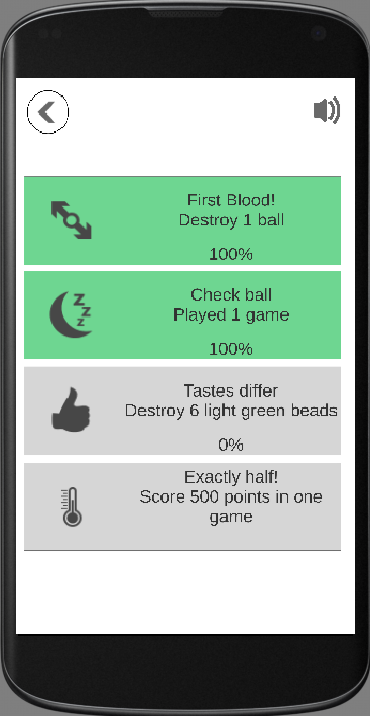 First Blood!
Destroy 1 ball
100%
Check ball
Played 1 game
100%
Tastes differ
Destroy 6 light green beads
0%
Exactly half!
Score 500 points in one
game